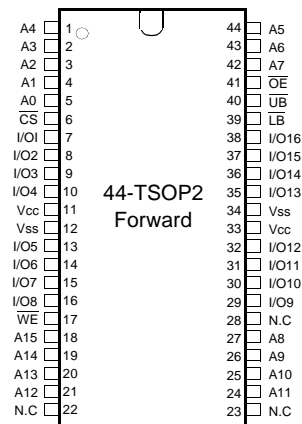 A4 1 44 A5
A3 2 43 A6
A2 3 42 A7
A1 4 41 OE
A0 5 40 UB
CS 6 39 LB
I/OI 7 38 I/O16
I/O2 8 37 I/O15
I/O3 9 36 I/O14
I/O4 10 35 I/O13
44-TSOP2
Vcc 11 34 Vss
Forward
Vss 12 33 Vcc
I/O5 13 32 I/O12
I/O6 14 31 I/O11
I/O7 15 30 I/O10
I/O8 16 29 I/O9
WE 17 28 N.C
A15 18 27 A8
A14 19 26 A9
A13 20 25 A10
A12 21 24 A11
N.C 22 23 N.C